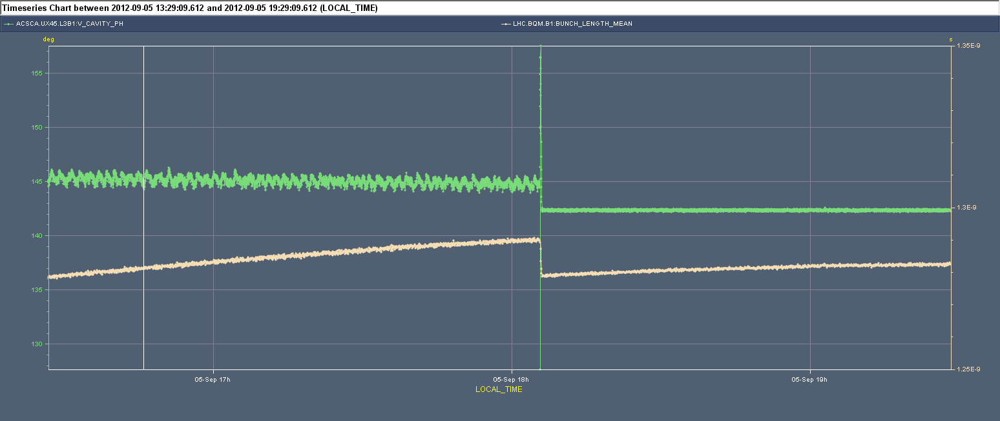 Timeseries Chart between 2012-09-05 13:29:09.612 and 2012-09-05 19:29:09.612 (LOCAL_TIME)
ACSCA.UX45.L3B1:V_CAVITY_PH LHC.BQM.B1:BUNCH_LENGTH_MEAN
deg s
1.35E-9
155
150
145
1.3E-9
140
135
130
1.25E-9
05-Sep 17h 05-Sep 18h 05-Sep 19h
LOCAL_TIME